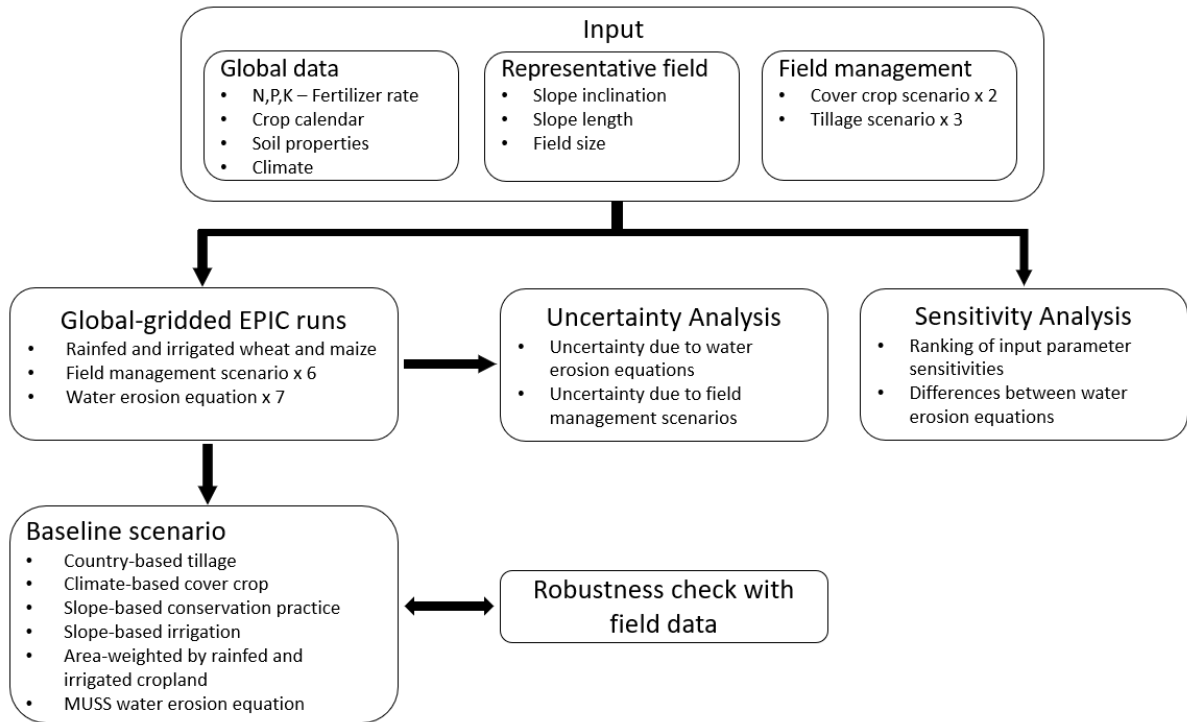 Input
Global data
• N,P,K – Fertilizer rate
• Crop calendar
• Soil properties
• Climate
Representative field
• Slope inclination
• Slope length
• Field size
Field management
• Cover crop scenario x 2
• Tillage scenario x 3
Global-gridded EPIC runs
• Rainfed and irrigated wheat and maize
• Field management scenario x 6
• Water erosion equation x 7
Uncertainty Analysis
• Uncertainty due to water
erosion equations
• Uncertainty due to field
management scenarios
Sensitivity Analysis
• Ranking of input parameter
sensitivities
• Differences between water
erosion equations
Baseline scenario
• Country-based tillage
• Climate-based cover crop
• Slope-based conservation practice
• Slope-based irrigation
• Area-weighted by rainfed and
irrigated cropland
• MUSS water erosion equation
Robustness check with
field data